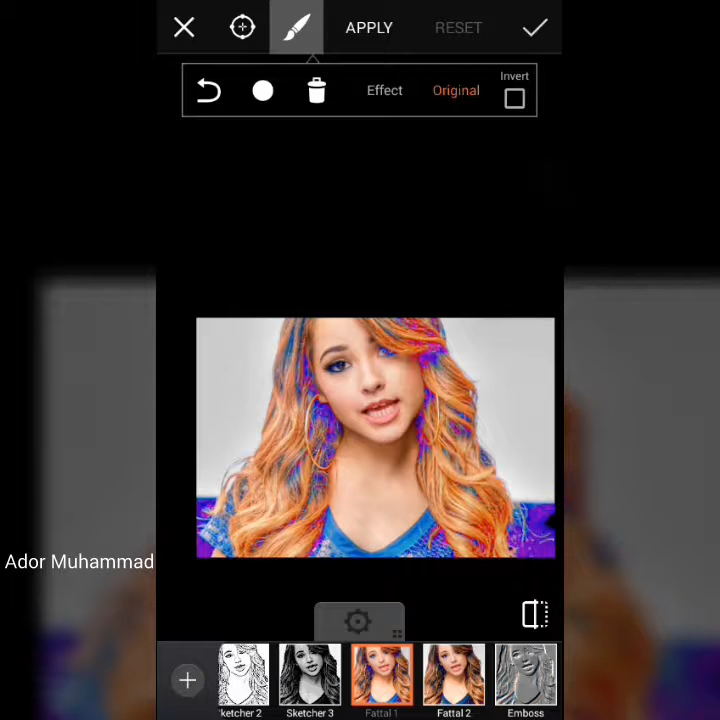 APPLY RESET
Invert
Effect Original
Ador Muhammad
ketcher 2 Sketcher 3 Fattal 1 Fattal 2 Emboss